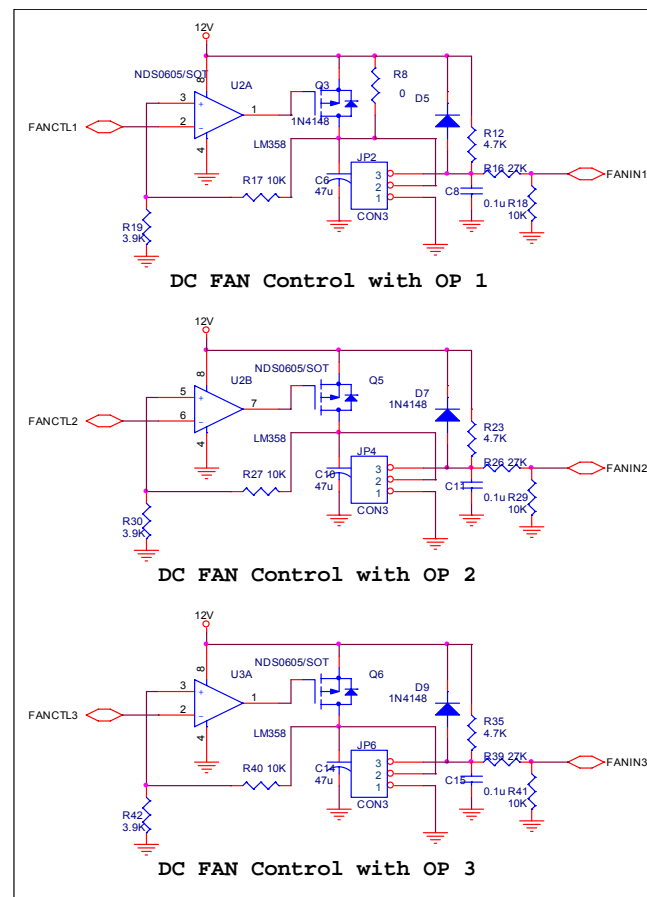 12V
NDS0605/SOT
U2A
Q3
R8
0
D5
8
3
+
1
FANCTL1
2
−
1N4148
R12
4.7K
4
LM358
JP2
R16 27K
FANIN1
R17 10K
C6
47u
3
2
1
C8
0.1u
R18
10K
R19
3.9K
CON3
DC FAN Control with OP 1
12V
NDS0605/SOT
8
U2B
Q5
D7
1N4148
5
+
7
FANCTL2
6
−
R23
4.7K
4
LM358
JP4
R26 27K
FANIN2
R27 10K
C10
47u
3
2
1
C11
0.1u
R29
10K
R30
3.9K
CON3
DC FAN Control with OP 2
12V
NDS0605/SOT
8
U3A
Q6
D9
1N4148
3
+
1
FANCTL3
2
−
R35
4.7K
4
LM358
JP6
R39 27K
FANIN3
R40 10K
C14
47u
3
2
1
C15
0.1u
R41
10K
R42
3.9K
CON3
DC FAN Control with OP 3